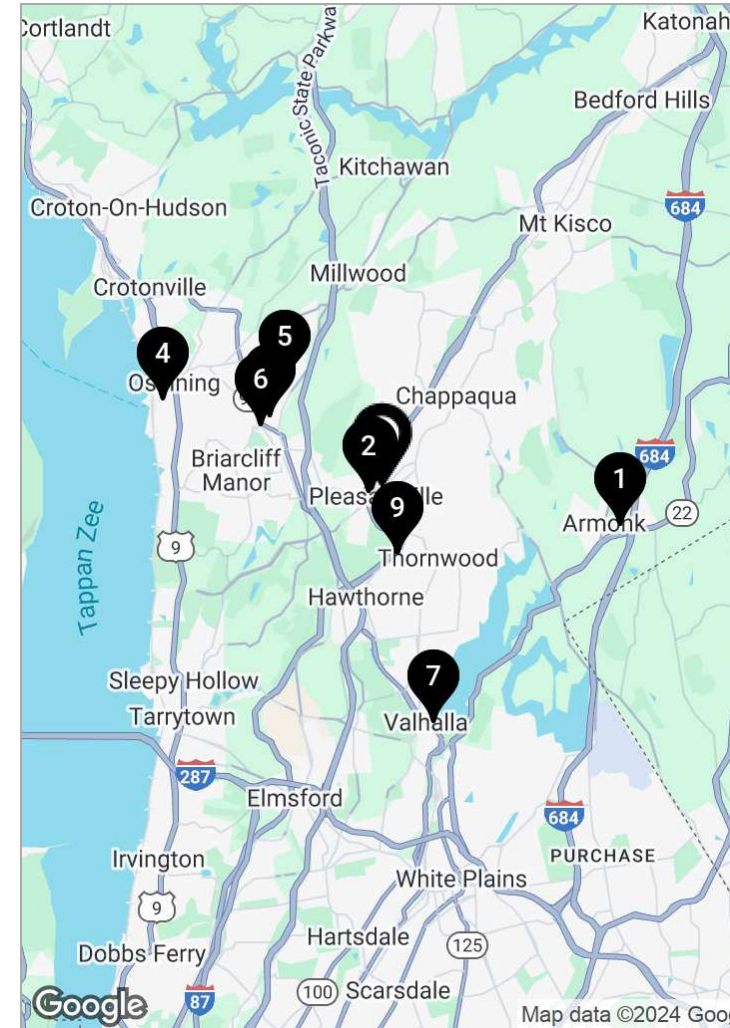 Cortlandt
Katonah
Taconic State Parkwa
Bedford Hills
Kitchawan
684
Croton-On-Hudson
Mt Kisco
Millwood
Crotonville
5
4
6
Ossining
9
Chappaqua
Briarcliff
Manor
2
684
1
Pleasantville
9
22
Armonk
Thornwood
9
Tappan Zee
Hawthorne
Sleepy Hollow
7
Tarrytown
Valhalla
287
Elmsford
684
Irvington
PURCHASE
White Plains
9
Hartsdale
125
Dobbs Ferry
100
Scarsdale
87
Google
Map data ©2024 Goog